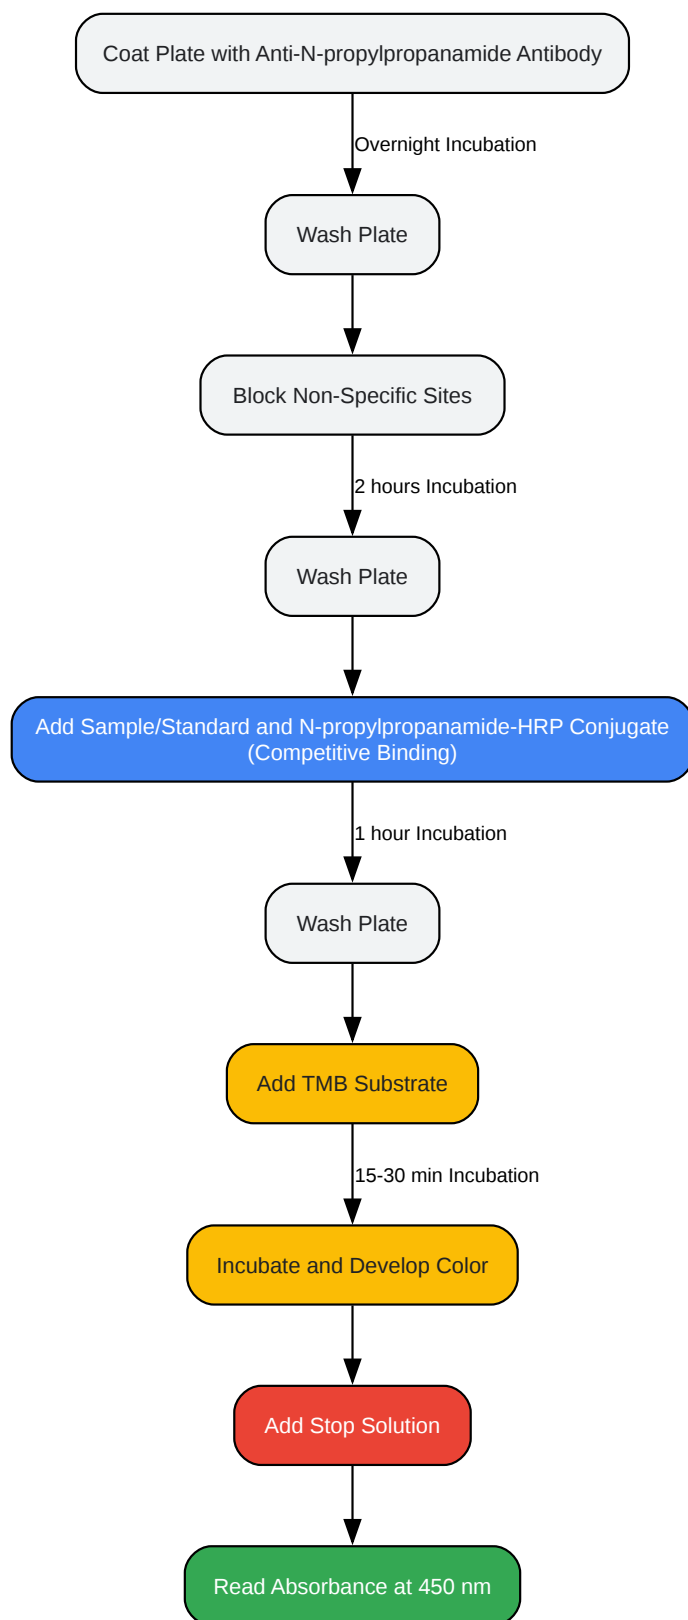 Coat Plate with Anti-N-propylpropanamide Antibody
Overnight Incubation
Wash Plate
Block Non-Specific Sites
2 hours Incubation
Wash Plate
Add Sample/Standard and N-propylpropanamide-HRP Conjugate
(Competitive Binding)
1 hour Incubation
Wash Plate
Add TMB Substrate
15-30 min Incubation
Incubate and Develop Color
Add Stop Solution
Read Absorbance at 450 nm